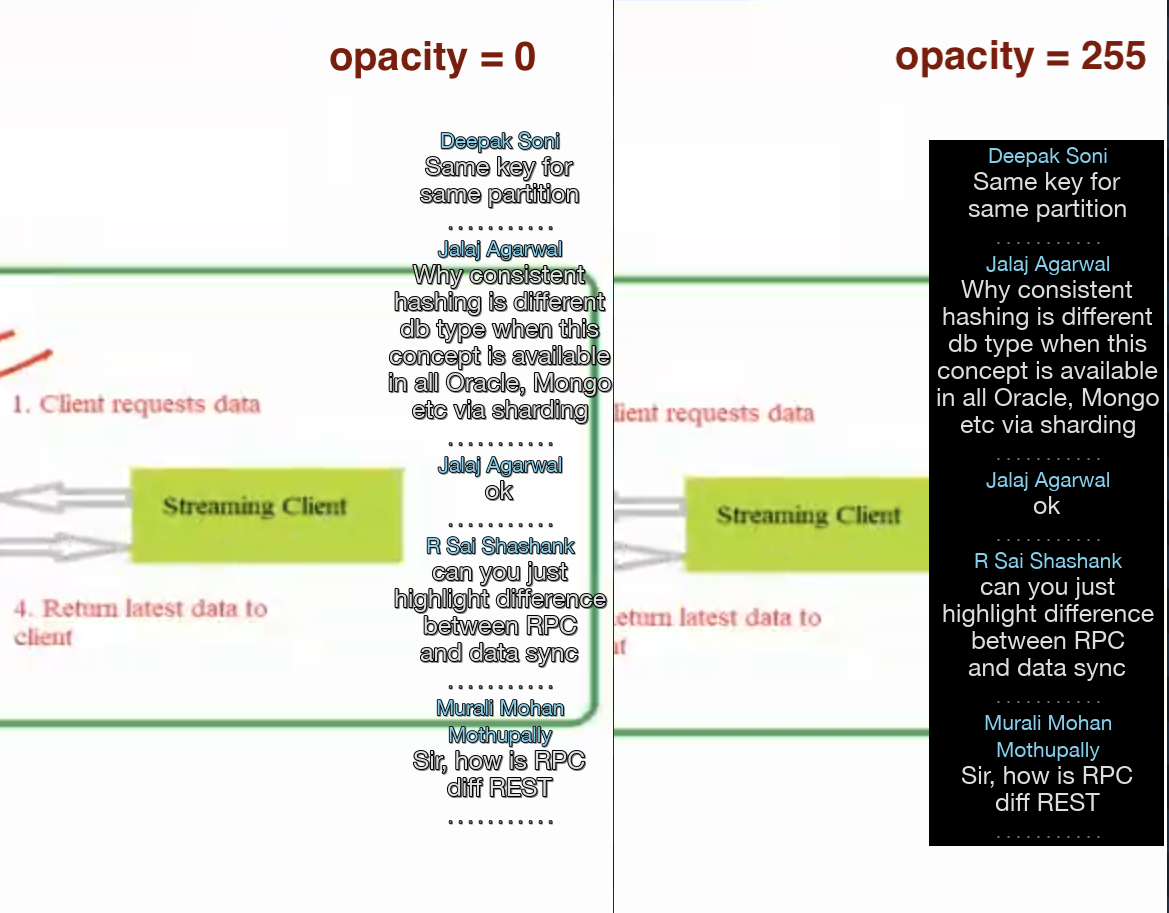 opacity = 0
Deepak Soni
Same key for
same partition
...........
Jalaj Agarwal
Why consistent
hashing is different
db type when this
concept is available
in all Oracle, Mongo
etc via sharding
...........
Jalaj Agarwal
ok
...........
R Sai Shashank
can you just
highlight difference
between RPC
and data sync
...........
Murali Mohan
Mothupally
Sir, how is RPC
diff REST
...........
1. Client requests data
Streaming Client
4. Return latest data to
client
opacity = 255
Deepak Soni
Same key for
same partition
...........
Jalaj Agarwal
Why consistent
hashing is different
db type when this
concept is available
in all Oracle, Mongo
etc via sharding
...........
Jalaj Agarwal
ok
...........
R Sai Shashank
can you just
highlight difference
between RPC
and data sync
...........
Murali Mohan
Mothupally
Sir, how is RPC
diff REST
...........
lient requests data
Streaming Client
eturn latest data to
nt